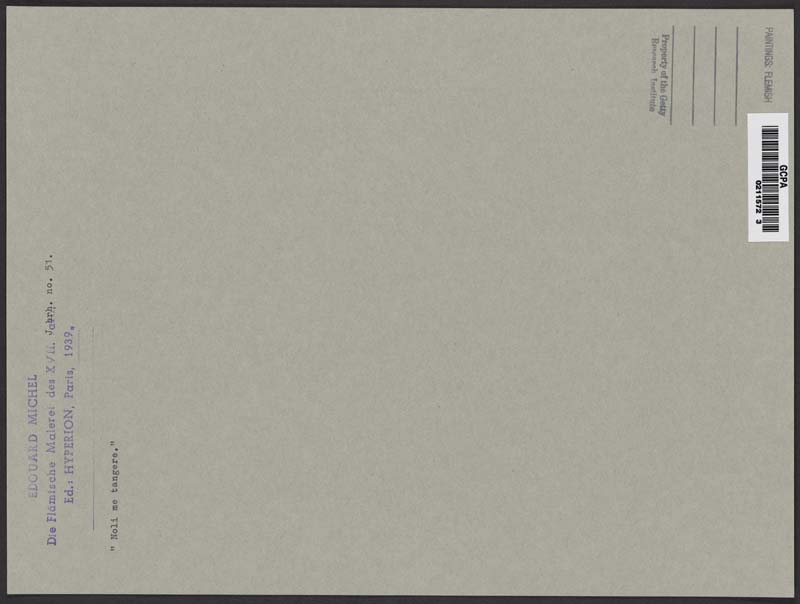 EDOUARD MICHEL
Die Flämische Malerei des XVII. Jahrh. no. 51.
Ed.: HYPERION, Paris, 1939.
" Noli me tangere."
PAINTINGS: FLEMISH
Property of the Getty
Research Institute
GCPA
0211572 3